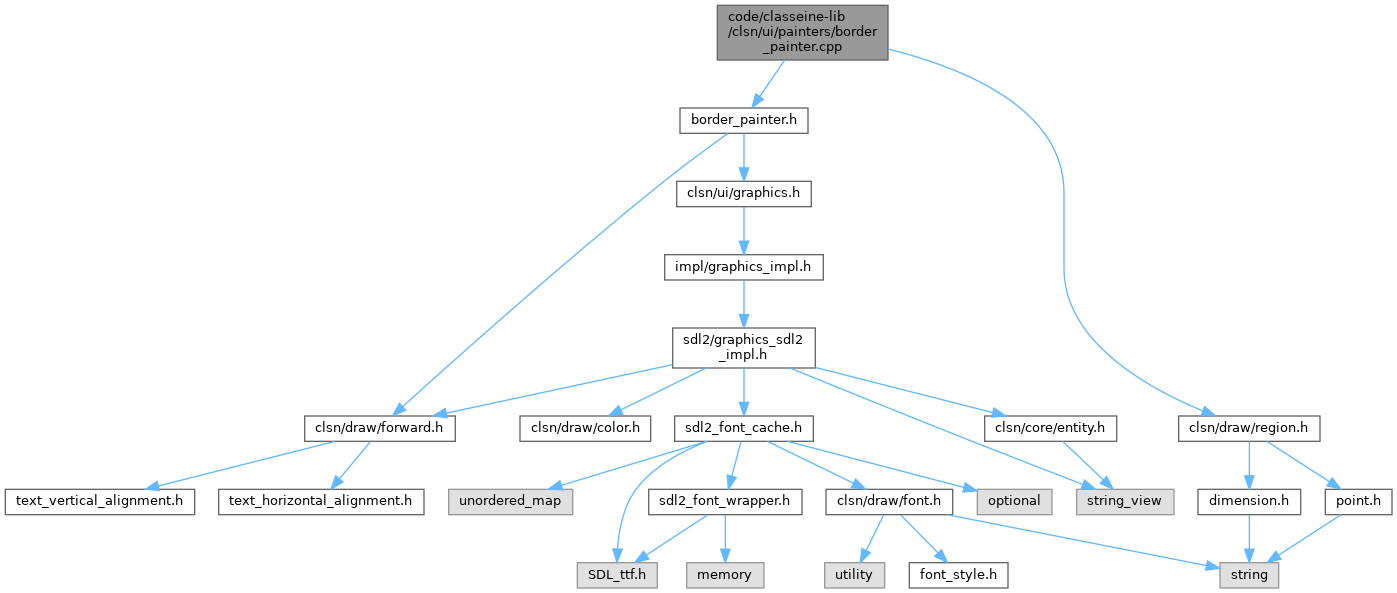 code/classeine-lib
/clsn/ui/painters/border
_painter.cpp
border_painter.h
clsn/ui/graphics.h
impl/graphics_impl.h
sdl2/graphics_sdl2
_impl.h
clsn/draw/forward.h
clsn/draw/color.h
sdl2_font_cache.h
clsn/core/entity.h
clsn/draw/region.h
text_vertical_alignment.h
text_horizontal_alignment.h
unordered_map
sdl2_font_wrapper.h
clsn/draw/font.h
optional
string_view
dimension.h
point.h
SDL_ttf.h
memory
utility
font_style.h
string